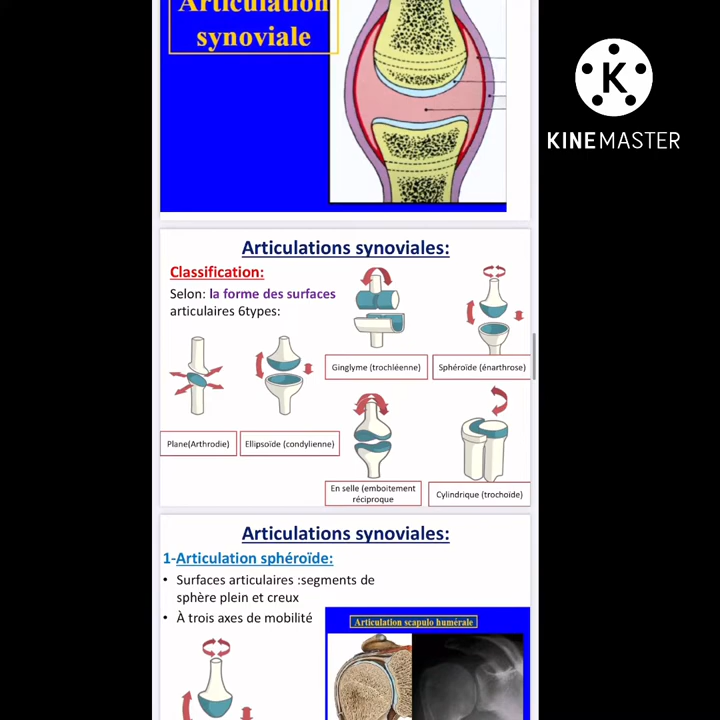 Articulation
synoviale
K
KINEMASTER
Articulations synoviales:
Classification:
Selon: la forme des surfaces
articulaires 6types:
Ginglyme (trochléenne)
Sphéroïde (énarthrose)
Plane(Arthrodie)
Ellipsoïde (condylienne)
En selle (emboitement
réciproque
Cylindrique (trochoïde)
Articulations synoviales:
1-Articulation sphéroïde:
• Surfaces articulaires :segments de
sphère plein et creux
• À trois axes de mobilité
Articulation scapulo humérale